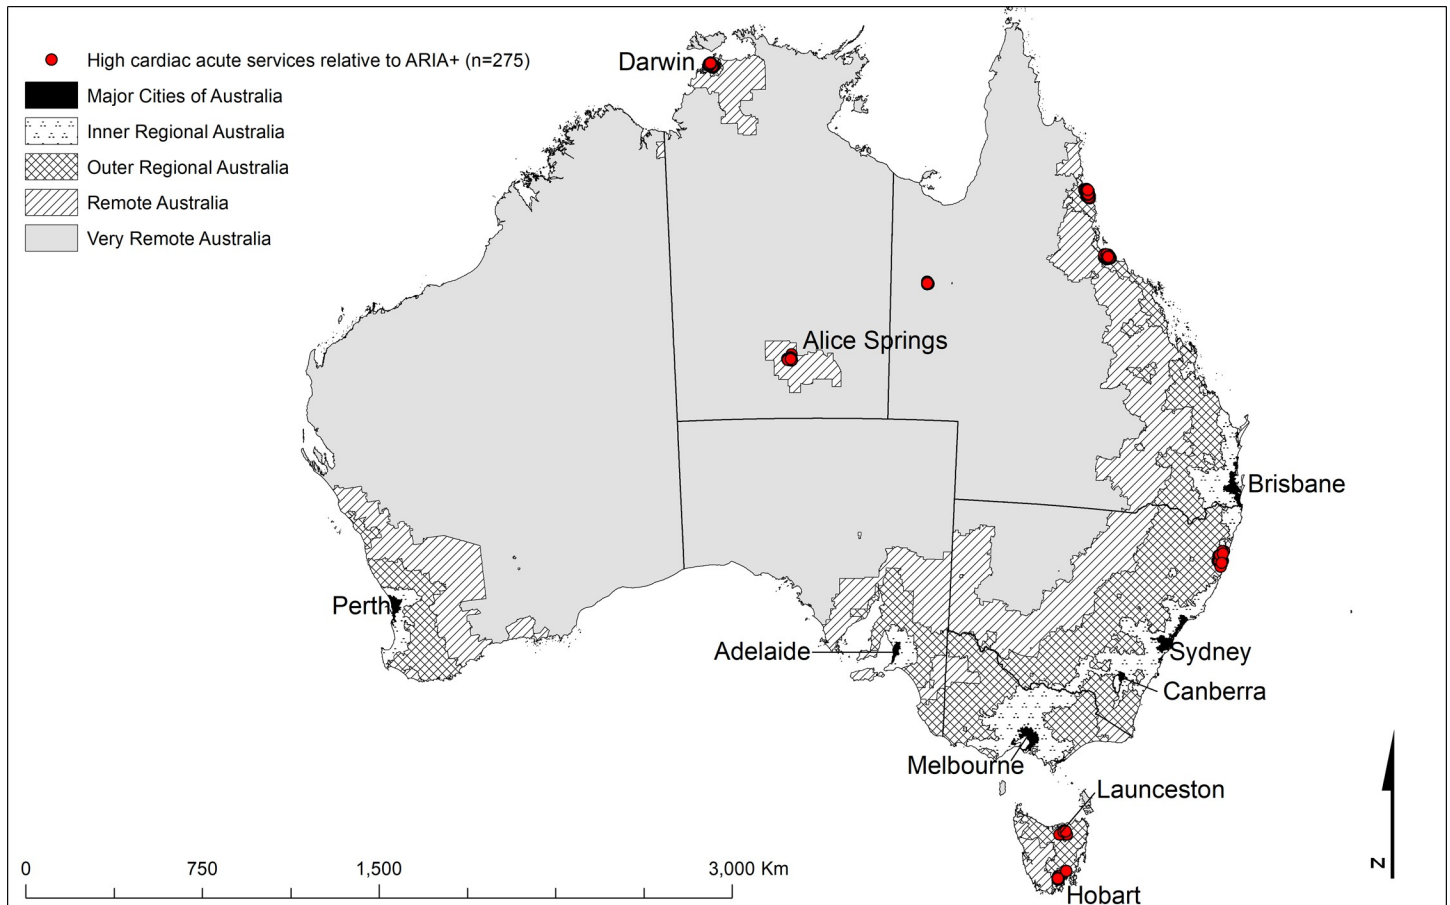 High cardiac acute services relative to ARIA+ (n=275)
Major Cities of Australia
Inner Regional Australia
Outer Regional Australia
Remote Australia
Very Remote Australia
Darwin
Alice Springs
Brisbane
Perth
Adelaide
Sydney
Canberra
Melbourne
Launceston
Hobart
0 750 1,500 3,000 Km
N